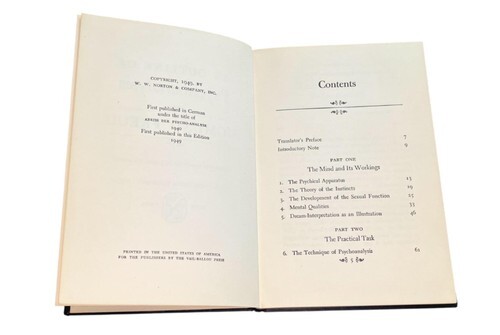 COPYRIGHT, 1949, BY
W. W. NORTON & COMPANY, INC.
First published in German
under the title of
ABRISS DER PSYCHO-ANALYSE
1940
First published in this Edition
1949
PRINTED IN THE UNITED STATES OF AMERICA
FOR THE PUBLISHERS BY THE VAIL-BALLOU PRESS
Contents
Translator's Preface 7
Introductory Note 9
PART ONE
The Mind and Its Workings
1. The Psychical Apparatus 13
2. The Theory of the Instincts 19
3. The Development of the Sexual Function 25
4. Mental Qualities 33
5. Dream-Interpretation as an Illustration 46
PART TWO
The Practical Task
6. The Technique of Psychoanalysis 61
5